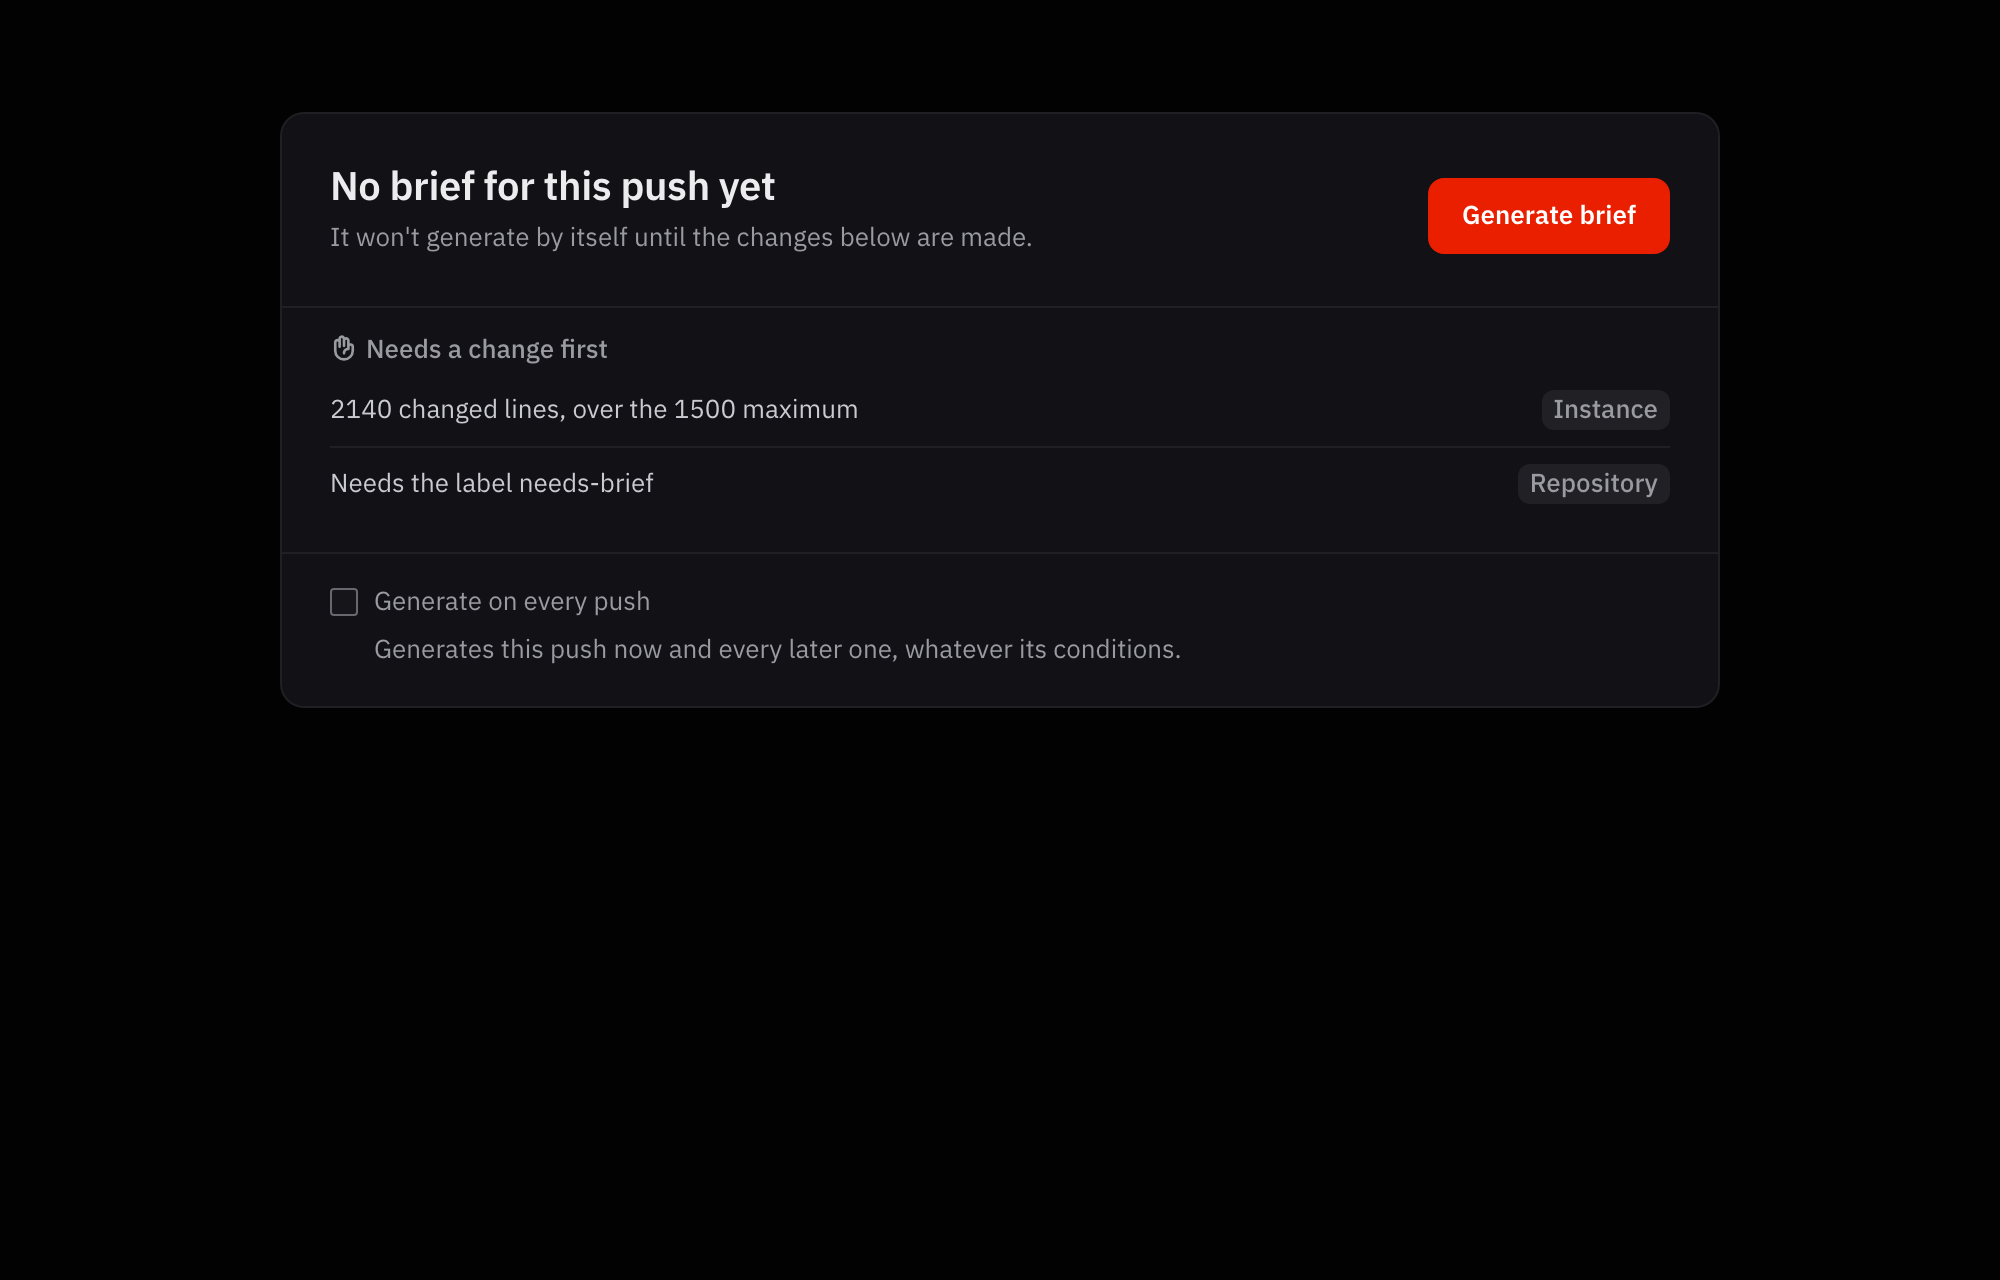 No brief for this push yet
It won't generate by itself until the changes below are made.
Generate brief
Needs a change first
2140 changed lines, over the 1500 maximum
Instance
Needs the label needs-brief
Repository
Generate on every push
Generates this push now and every later one, whatever its conditions.